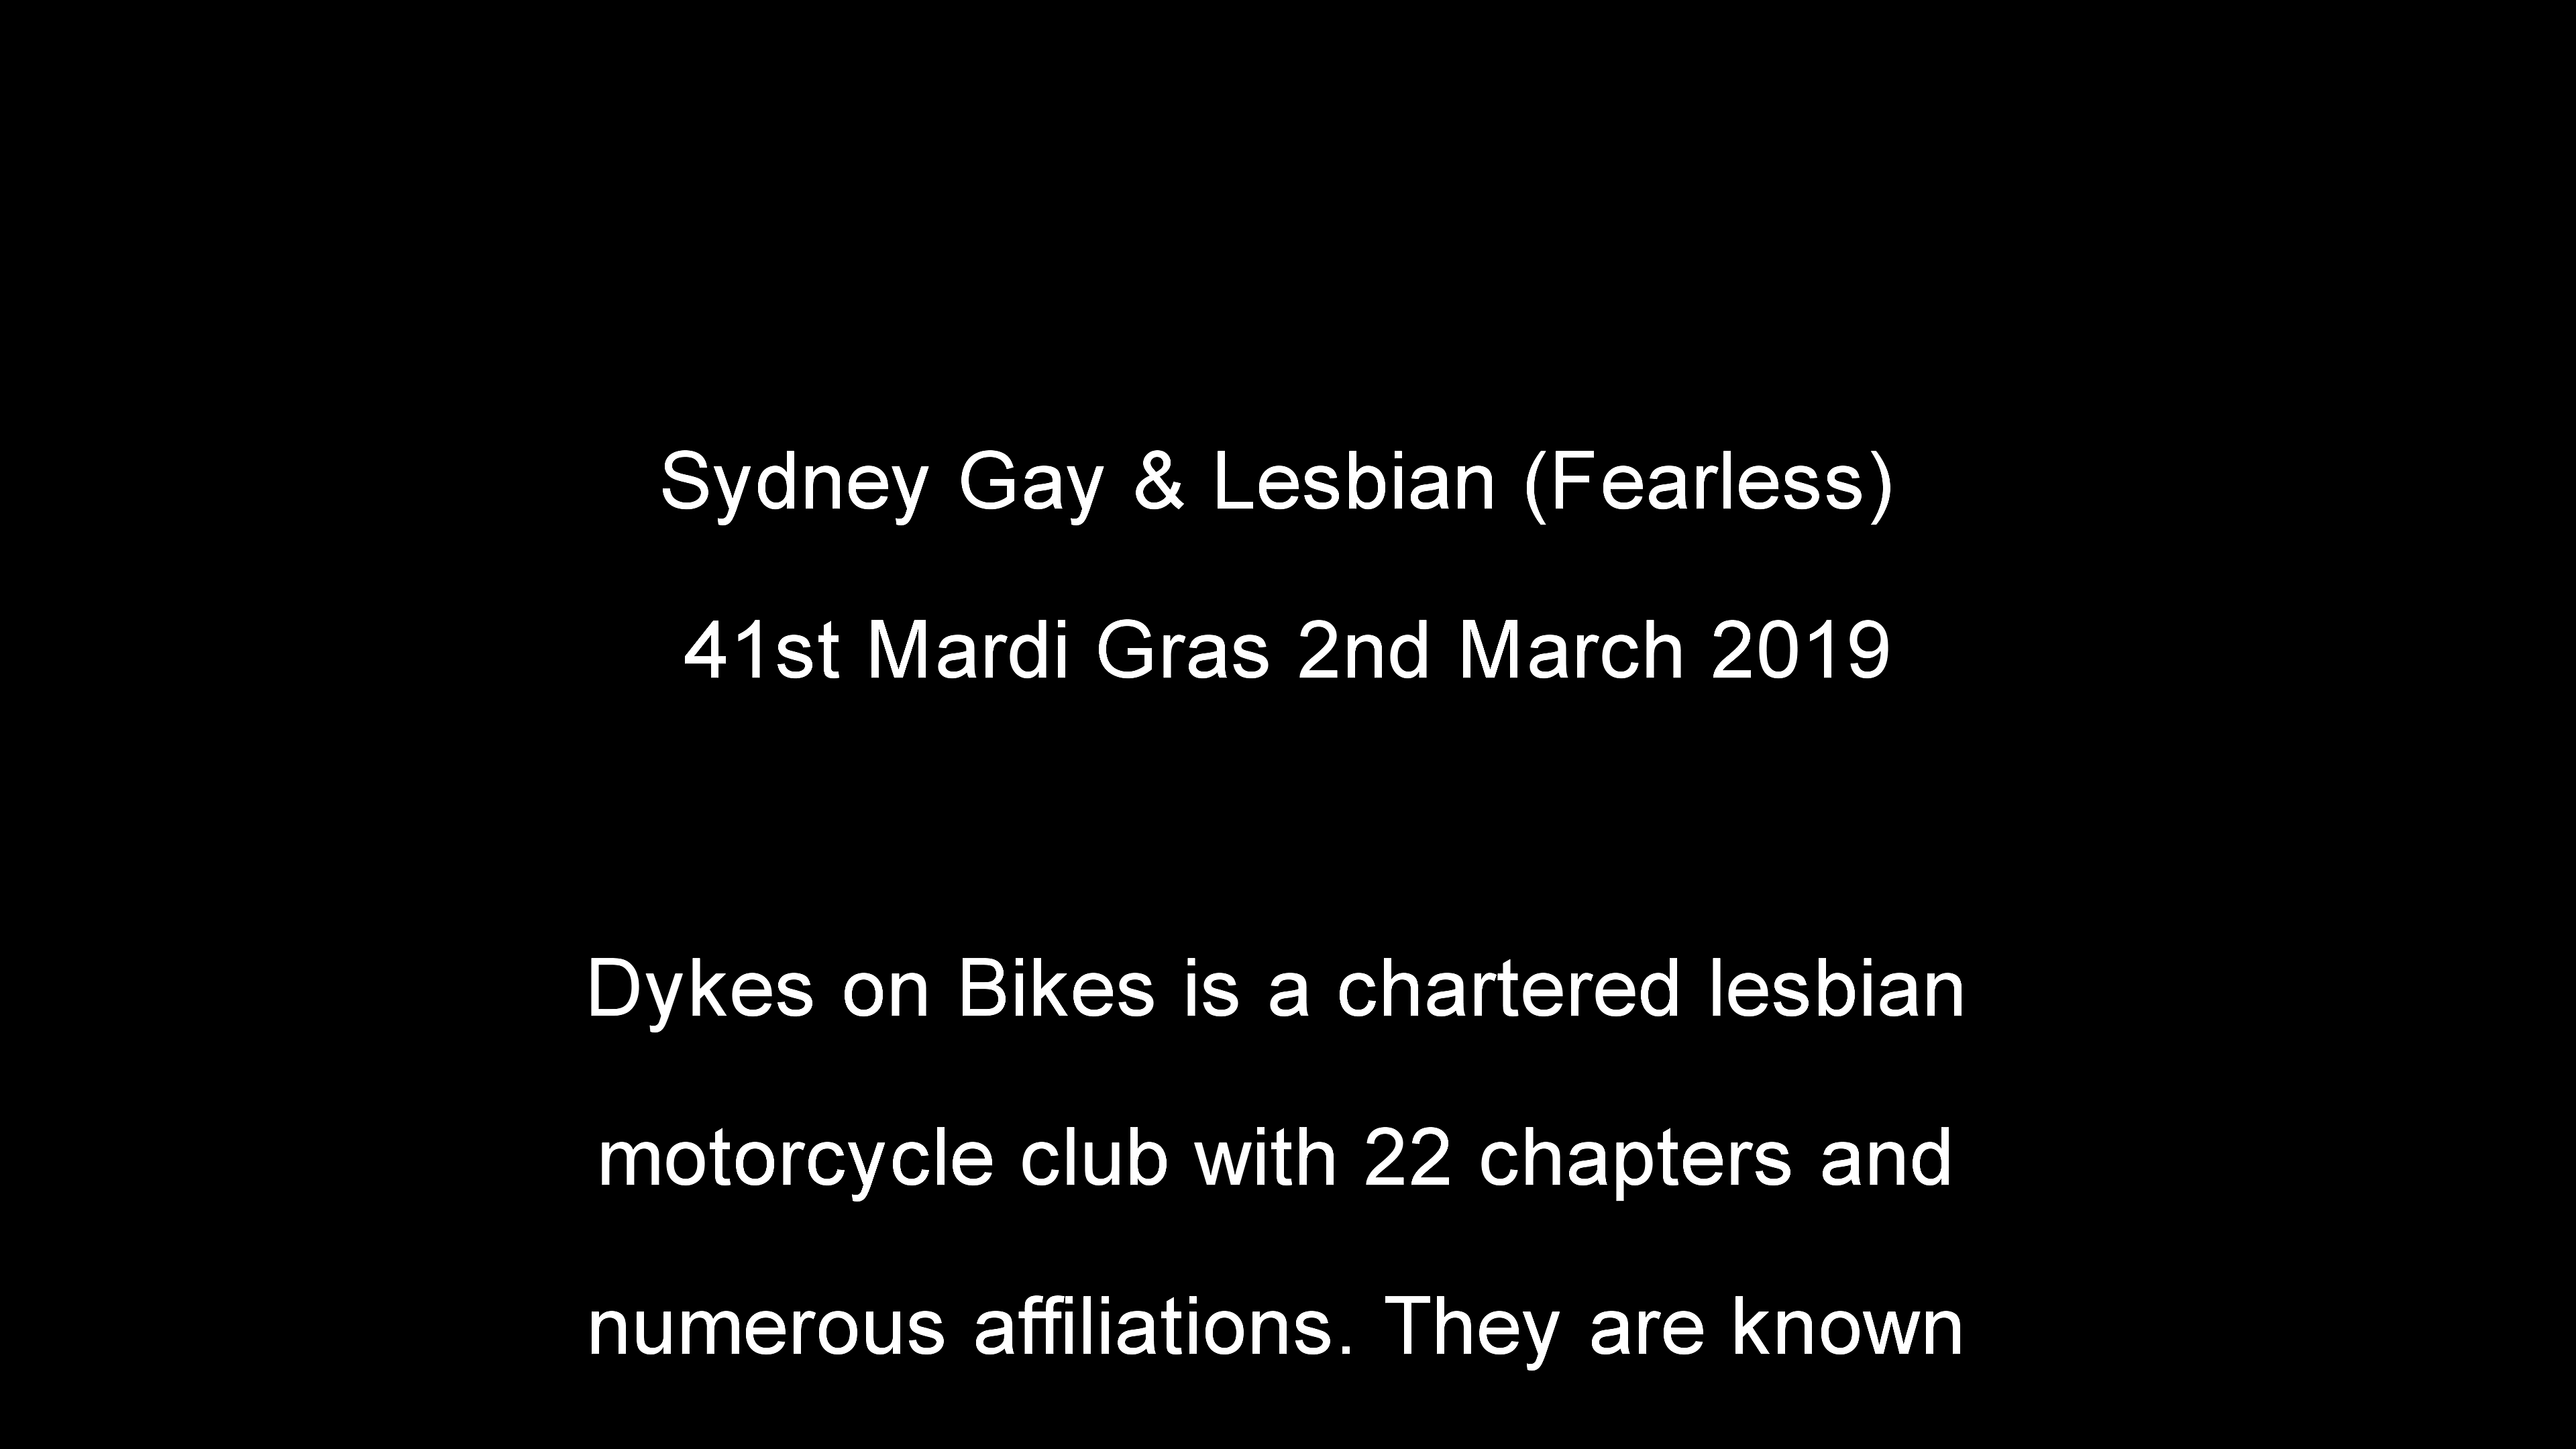 Sydney Gay & Lesbian (Fearless)
41st Mardi Gras 2nd March 2019
Dykes on Bikes is a chartered lesbian
motorcycle club with 22 chapters and
numerous affiliations. They are known